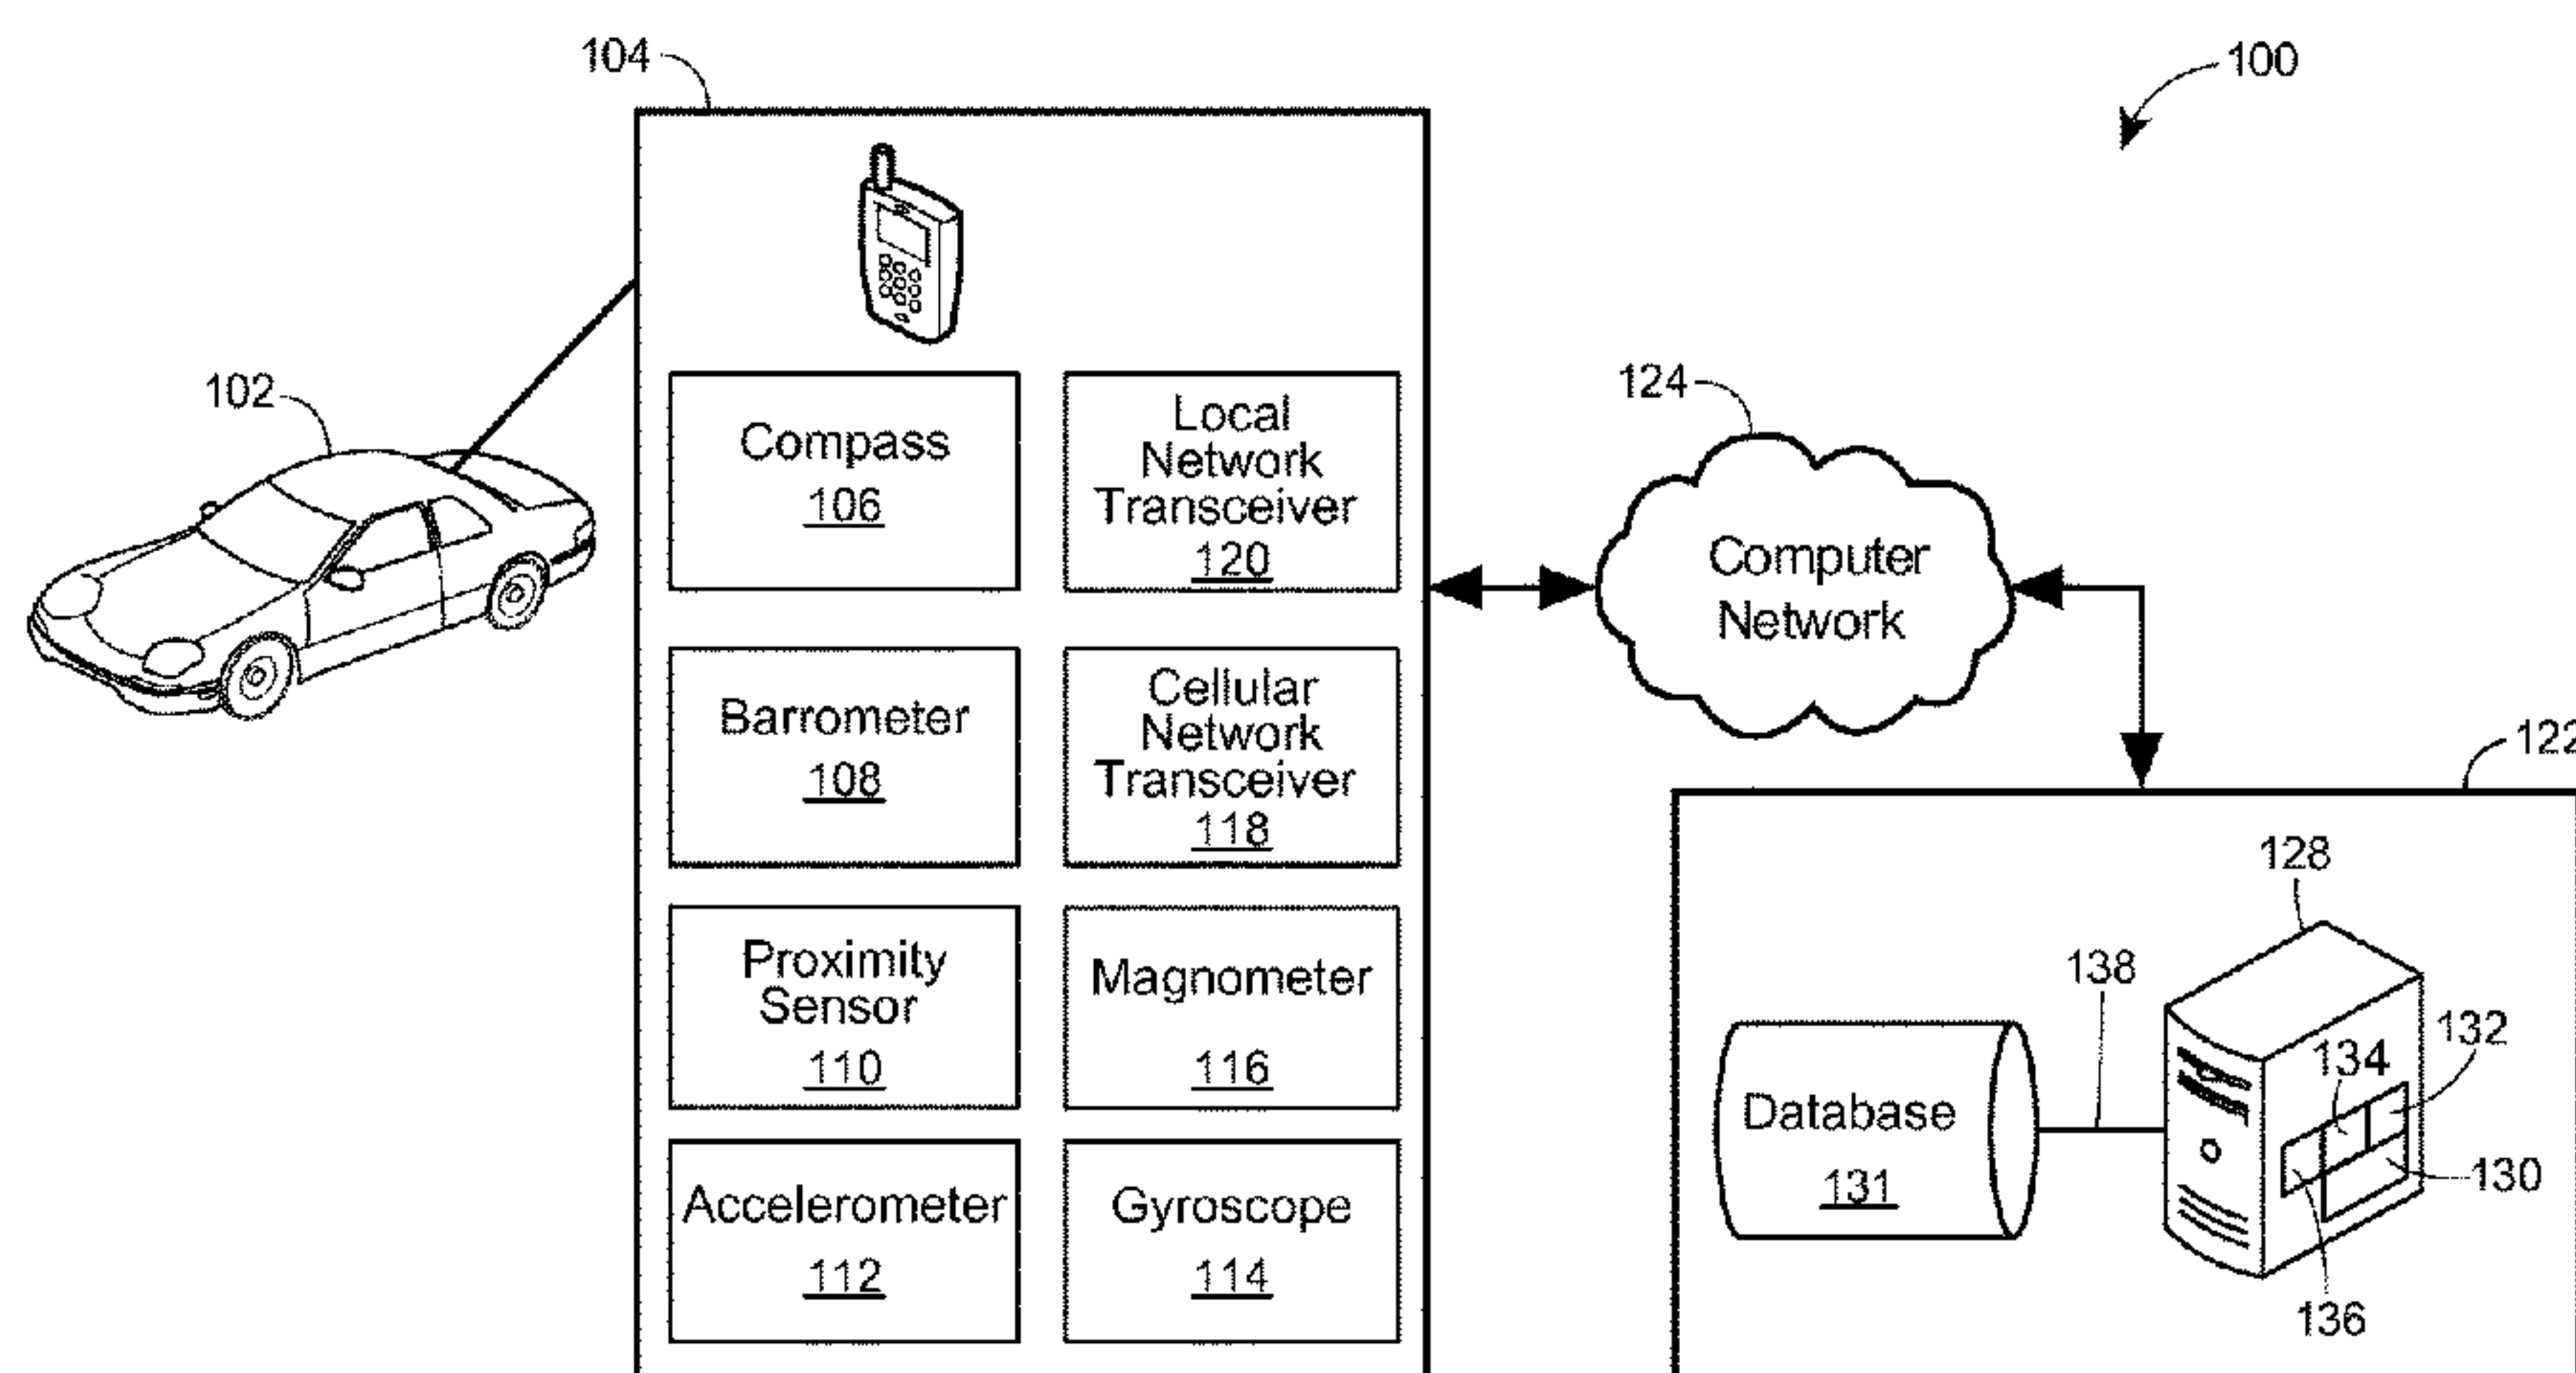 104
100
102
Compass
106
Local
Network
Transceiver
120
124
Computer
Network
Barrometer
108
Cellular
Network
Transceiver
118
122
Proximity
Sensor
110
Magnometer
116
128
138
132
134
Database
131
130
136
Accelerometer
112
Gyroscope
114